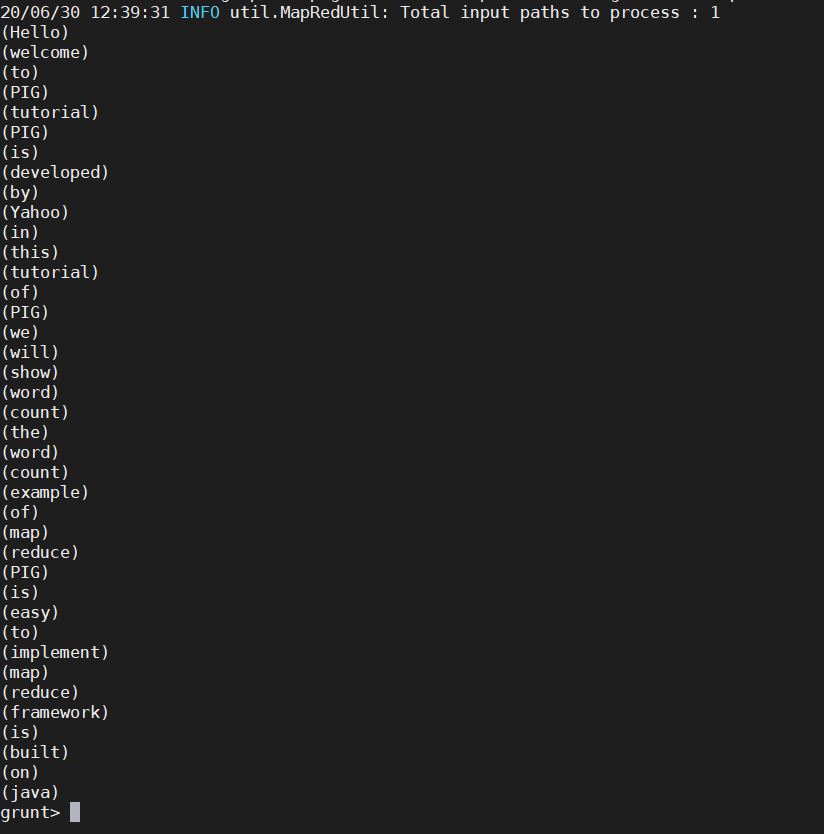 20/06/30 12:39:31 INFO util.MapRedUtil: Total input paths to process : 1
(Hello)
(welcome)
(to)
(PIG)
(tutorial)
(PIG)
(is)
(developed)
(by)
(Yahoo)
(in)
(this)
(tutorial)
(of)
(PIG)
(we)
(will)
(show)
(word)
(count)
(the)
(word)
(count)
(example)
(of)
(map)
(reduce)
(PIG)
(is)
(easy)
(to)
(implement)
(map)
(reduce)
(framework)
(is)
(built)
(on)
(java)
grunt>